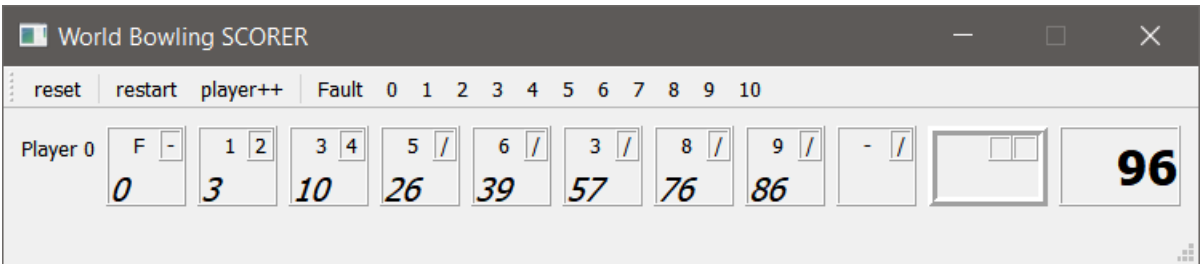 World Bowling SCORER
reset restart player++ Fault 0 1 2 3 4 5 6 7 8 9 10
Player 0 F - 1 2 3 4 5 / 6 / 3 / 8 / 9 / - /
0 3 10 26 39 57 76 86 96